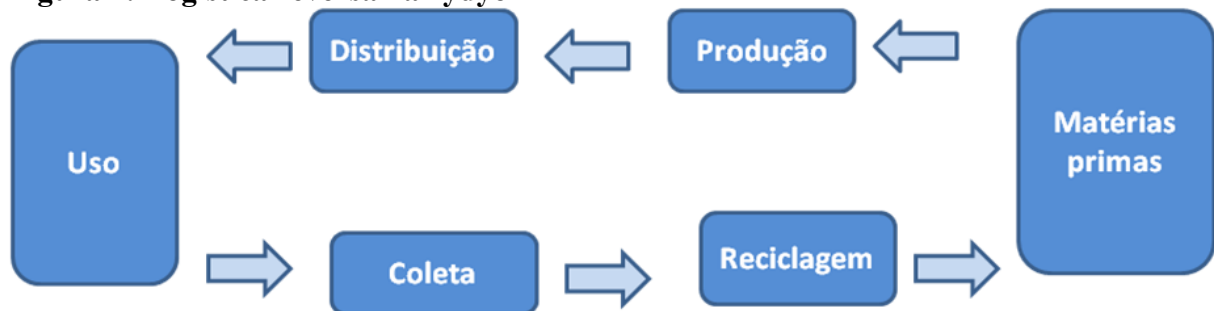 Distribuição
Produção
Matérias
primas
Uso
Coleta
Reciclagem